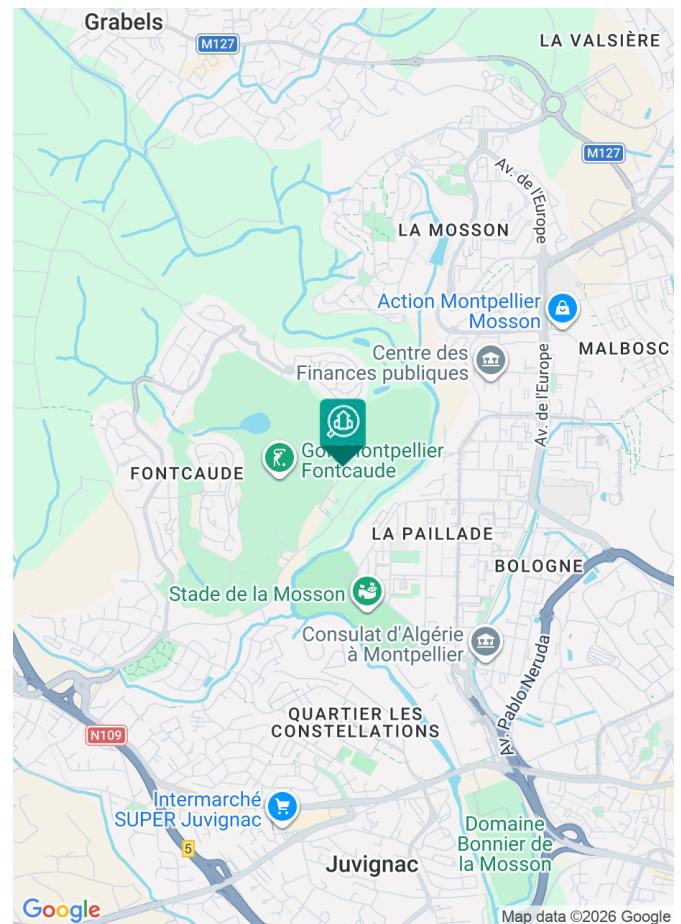 Grabels
M127
LA VALSIÈRE
M127
Av. de l'Europe
LA MOSSON
Action Montpellier
Mosson
Centre des
Finances publiques
MALBOSC
Av. de l'Europe
Golf Montpellier
Fontcaude
FONTCAUDE
LA PAILLADE
BOLOGNE
Stade de la Mosson
Consulat d'Algérie
à Montpellier
Av. Pablo Neruda
QUARTIER LES
CONSTELLATIONS
N109
Intermarché
SUPER Juvignac
5
Domaine
Bonnier de
la Mosson
Juvignac
Google
Map data ©2026 Google